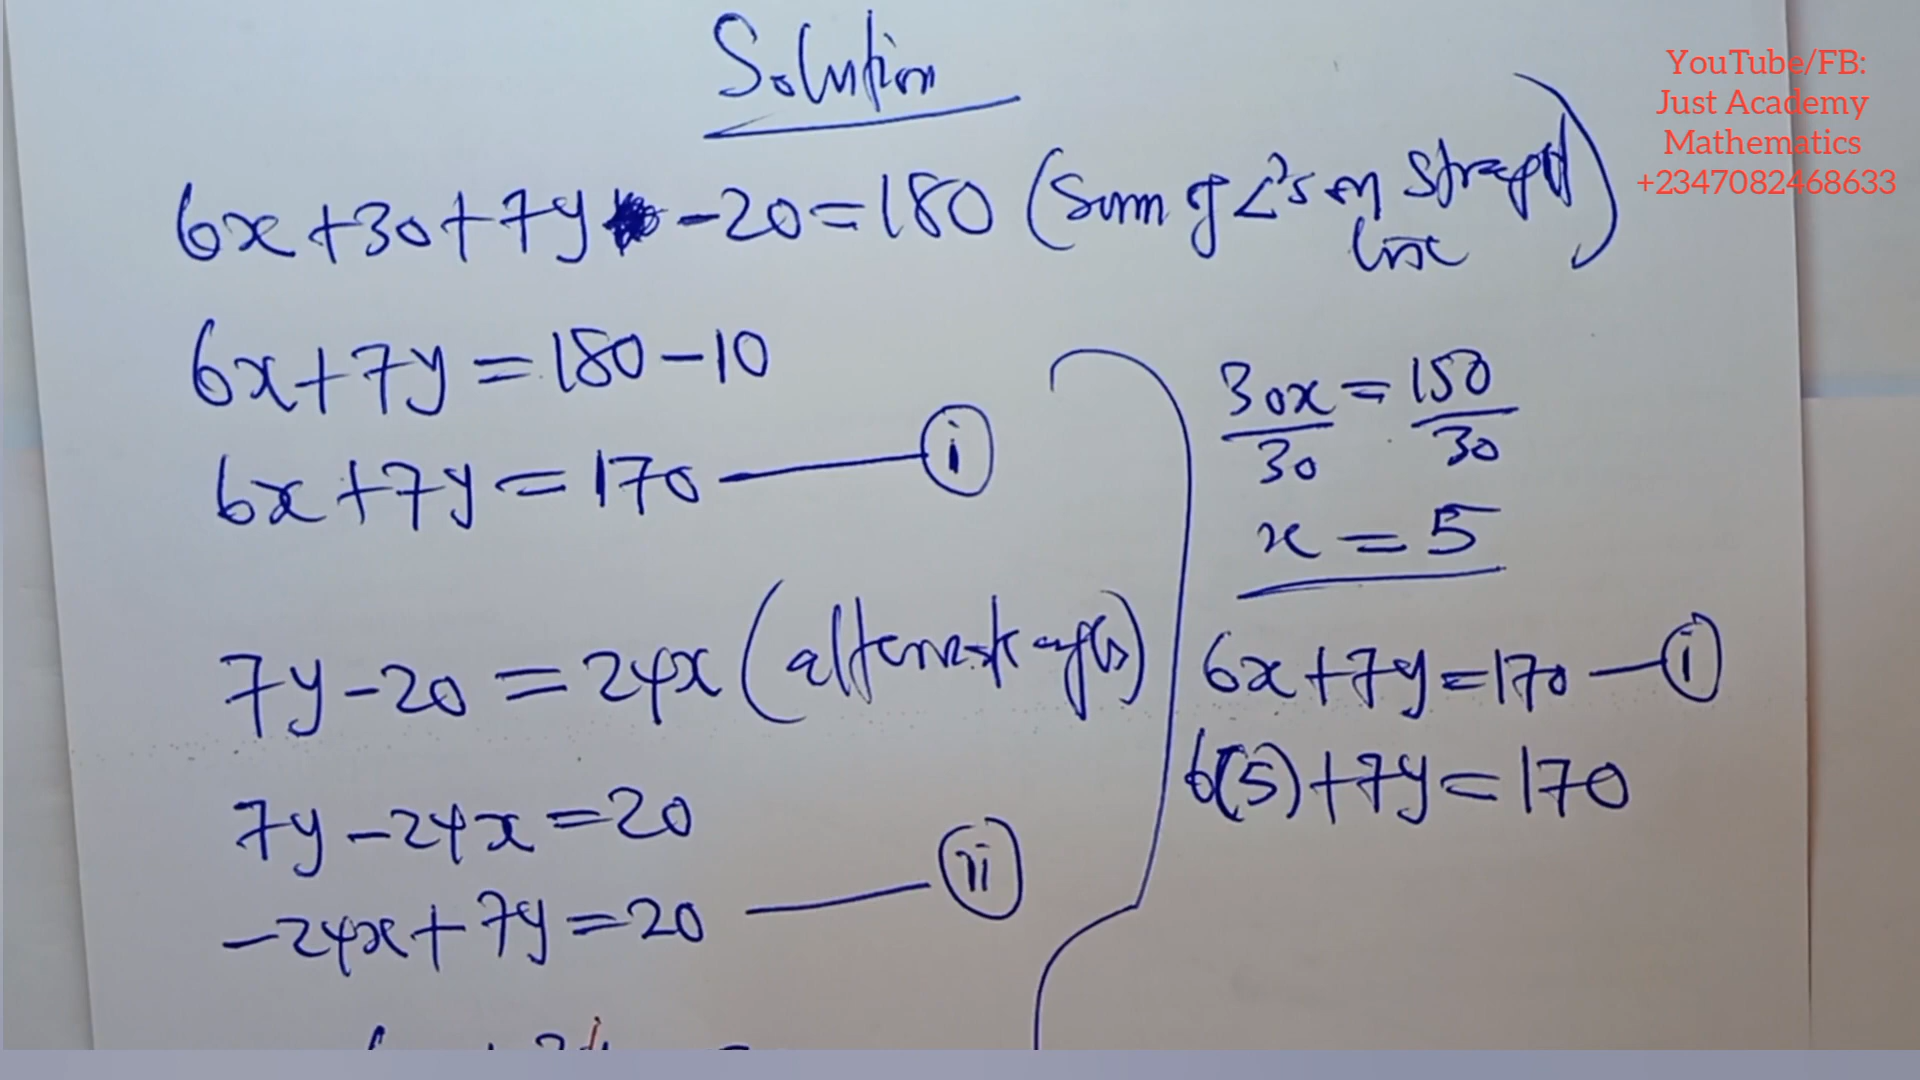 Solution
6x+30+7y -20=180 (Sum of <'s on straight
line)
6x+7y=180-10
6x+7y=170 — i
7y-20=24x (alternate angles)
7y-24x=20
-24x+7y=20 — ii
30x=150
30 30
x=5
6x+7y=170 — i
6(5)+7y=170
YouTube/FB:
Just Academy
Mathematics
+2347082468633